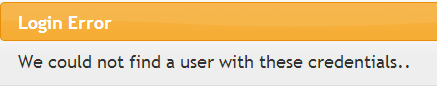 Login Error
We could not find a user with these credentials..